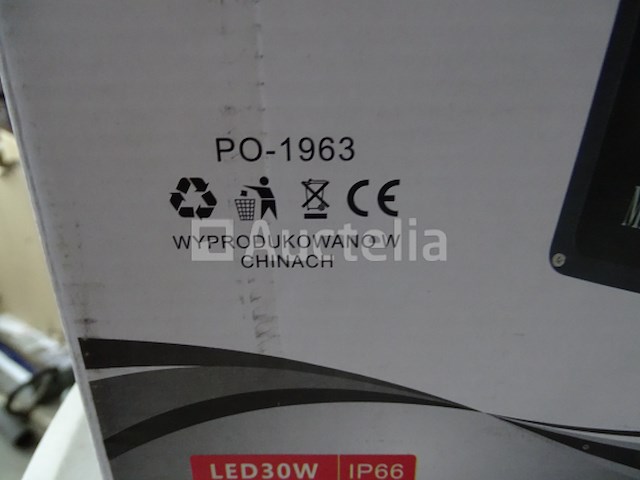 PO-1963
CE
WYPRODUKOWANO W
CHINACH
Auctelia
LED30W IP66